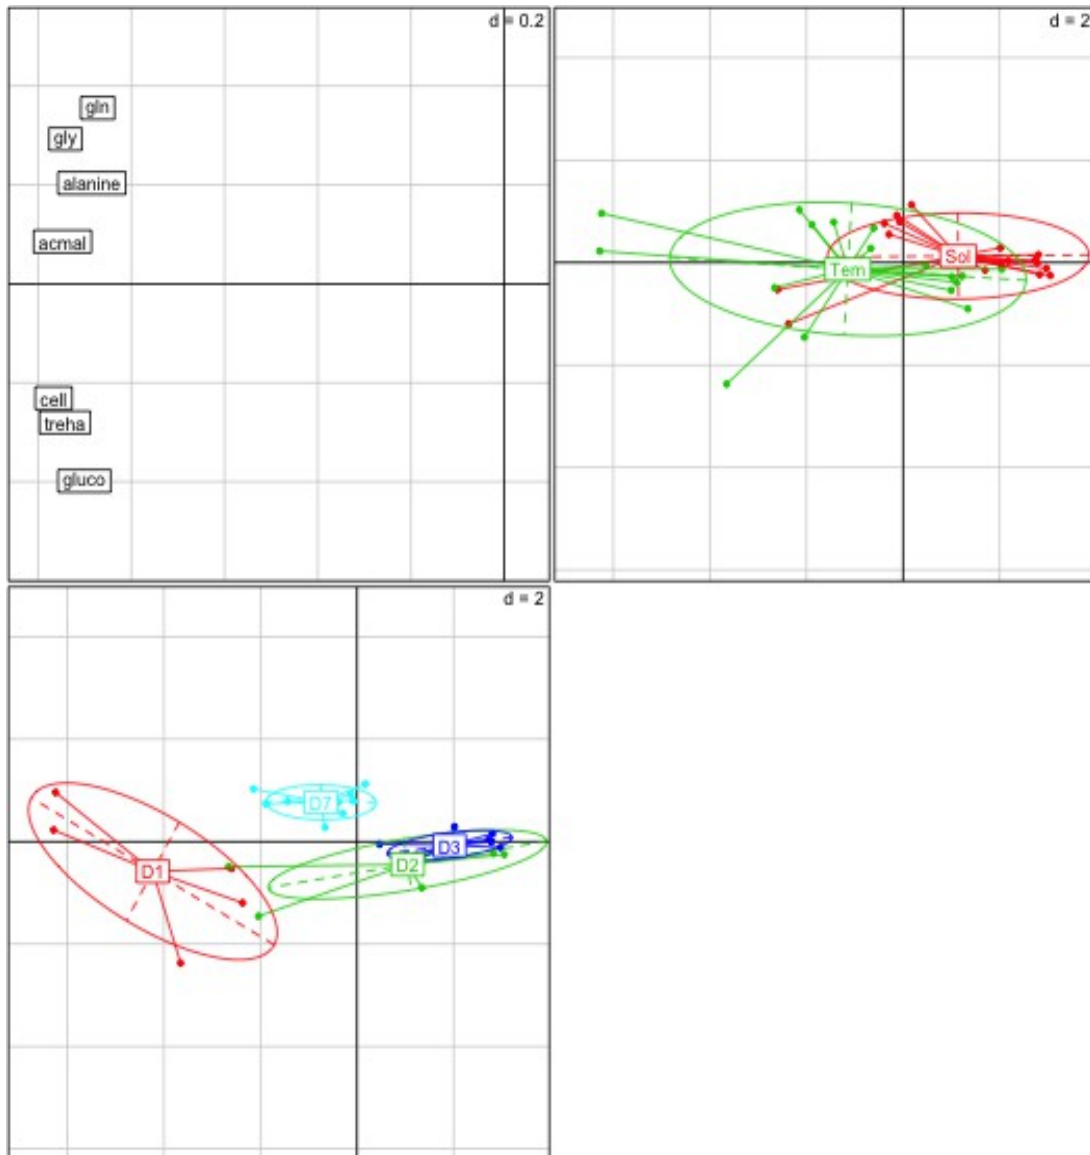 d = 0.2
gln
gly
alanine
acmal
cell
treha
gluco
d = 2
Tem
Sol
d = 2
D7
D3
D2
D1